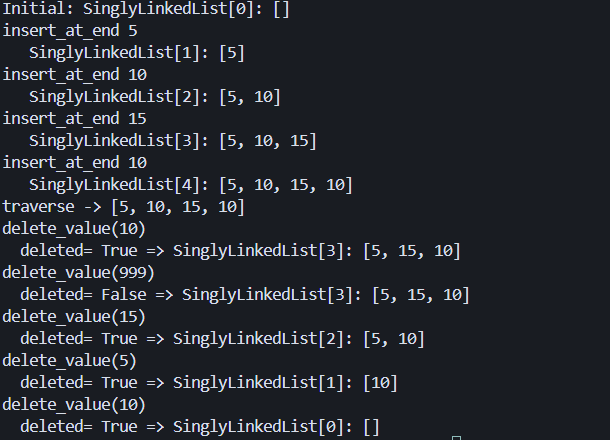 Initial: SinglyLinkedList[0]: []
insert_at_end 5
   SinglyLinkedList[1]: [5]
insert_at_end 10
   SinglyLinkedList[2]: [5, 10]
insert_at_end 15
   SinglyLinkedList[3]: [5, 10, 15]
insert_at_end 10
   SinglyLinkedList[4]: [5, 10, 15, 10]
traverse -> [5, 10, 15, 10]
delete_value(10)
  deleted= True => SinglyLinkedList[3]: [5, 15, 10]
delete_value(999)
  deleted= False => SinglyLinkedList[3]: [5, 15, 10]
delete_value(15)
  deleted= True => SinglyLinkedList[2]: [5, 10]
delete_value(5)
  deleted= True => SinglyLinkedList[1]: [10]
delete_value(10)
  deleted= True => SinglyLinkedList[0]: []